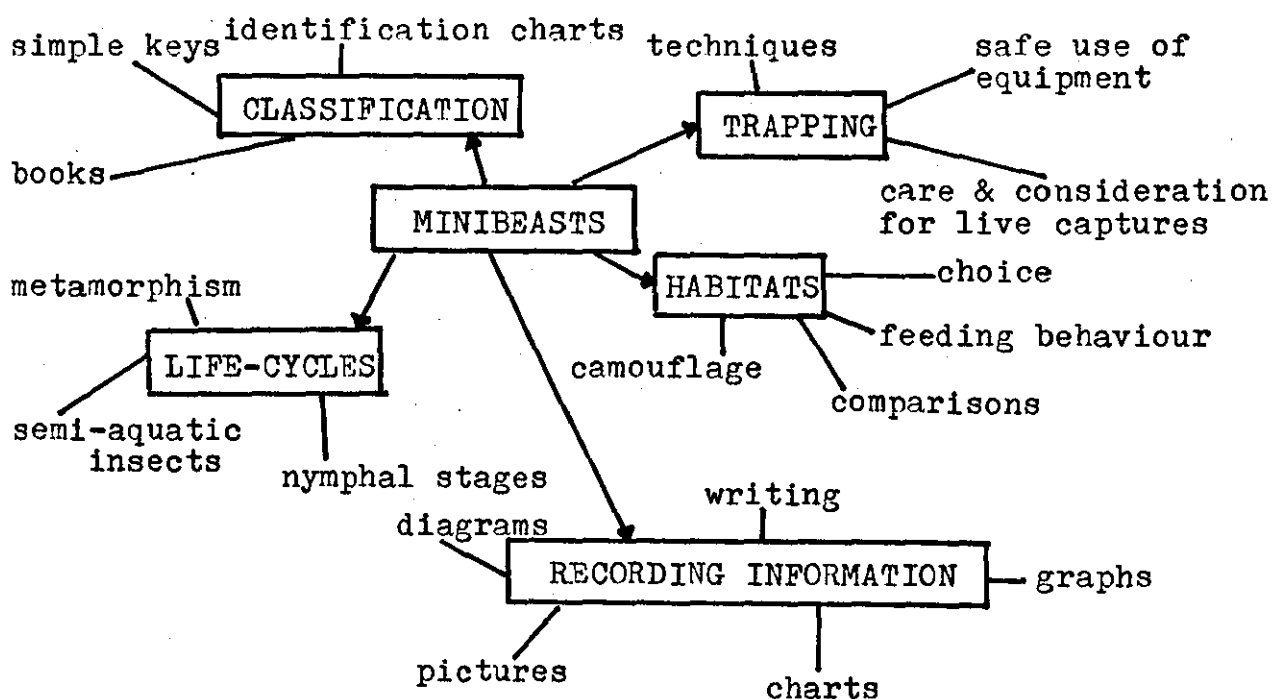 identification charts
simple keys
CLASSIFICATION
books
techniques
safe use of
equipment
TRAPPING
care & consideration
for live captures
MINIBEASTS
HABITATS
choice
feeding behaviour
camouflage
comparisons
metamorphism
LIFE-CYCLES
semi-aquatic
insects
nymphal stages
writing
diagrams
RECORDING INFORMATION
graphs
pictures
charts